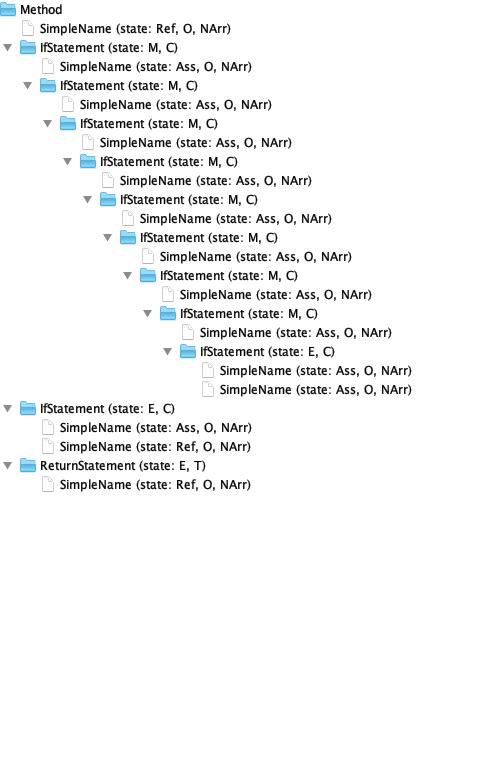 Method
SimpleName (state: Ref, O, NArr)
IfStatement (state: M, C)
SimpleName (state: Ass, O, NArr)
IfStatement (state: M, C)
SimpleName (state: Ass, O, NArr)
IfStatement (state: M, C)
SimpleName (state: Ass, O, NArr)
IfStatement (state: M, C)
SimpleName (state: Ass, O, NArr)
IfStatement (state: M, C)
SimpleName (state: Ass, O, NArr)
IfStatement (state: M, C)
SimpleName (state: Ass, O, NArr)
IfStatement (state: M, C)
SimpleName (state: Ass, O, NArr)
IfStatement (state: M, C)
SimpleName (state: Ass, O, NArr)
IfStatement (state: E, C)
SimpleName (state: Ass, O, NArr)
SimpleName (state: Ass, O, NArr)
IfStatement (state: E, C)
SimpleName (state: Ass, O, NArr)
SimpleName (state: Ref, O, NArr)
ReturnStatement (state: E, T)
SimpleName (state: Ref, O, NArr)